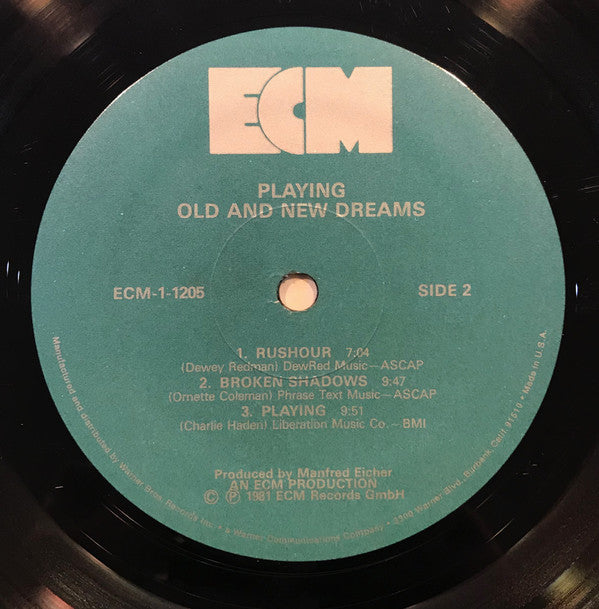 ECM
PLAYING
OLD AND NEW DREAMS
ECM-1-1205
SIDE 2
1. RUSHOUR 7:04
(Dewey Redman) DewRed Music—ASCAP
2. BROKEN SHADOWS 9:47
(Ornette Coleman) Phrase Text Music—ASCAP
3. PLAYING 9:51
(Charlie Haden) Liberation Music Co.—BMI
Produced by Manfred Eicher
AN ECM PRODUCTION
© ℗ 1981 ECM Records GmbH
Manufactured and distributed by Warner Bros. Records Inc. • a Warner Communications Company • 3300 Warner Blvd., Burbank, Calif. 91510 • Made in U.S.A.